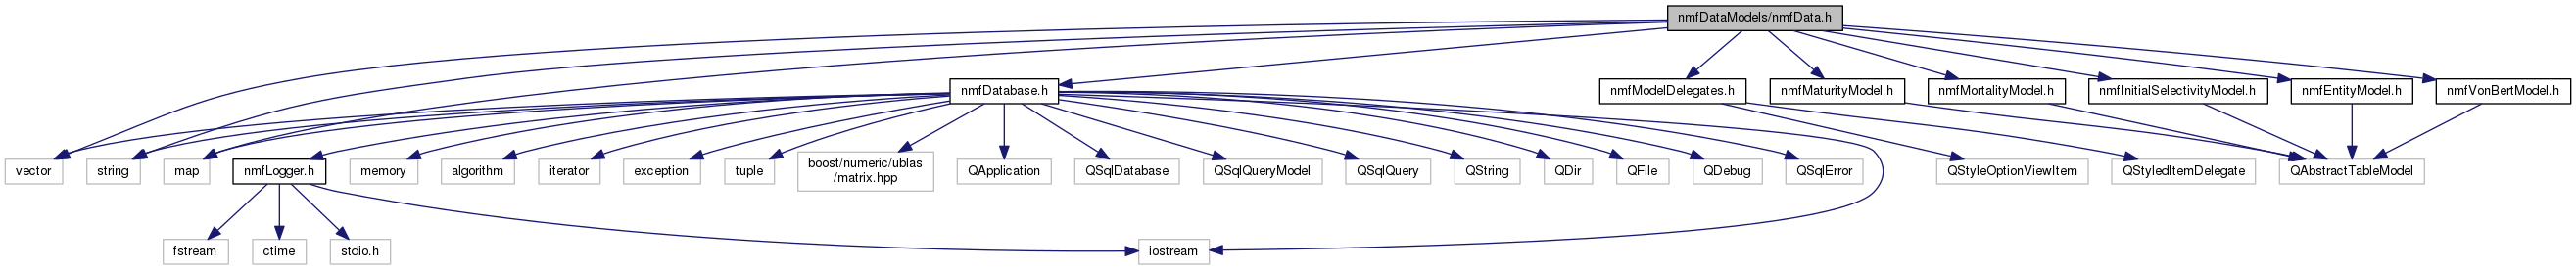 nmfDataModels/nmfData.h
nmfDatabase.h
nmfModelDelegates.h
nmfMaturityModel.h
nmfMortalityModel.h
nmfInitialSelectivityModel.h
nmfEntityModel.h
nmfVonBertModel.h
vector
string
map
nmfLogger.h
memory
algorithm
iterator
exception
tuple
boost/numeric/ublas
/matrix.hpp
QApplication
QSqlDatabase
QSqlQueryModel
QSqlQuery
QString
QDir
QFile
QDebug
QSqlError
QStyleOptionViewItem
QStyledItemDelegate
QAbstractTableModel
fstream
ctime
stdio.h
iostream